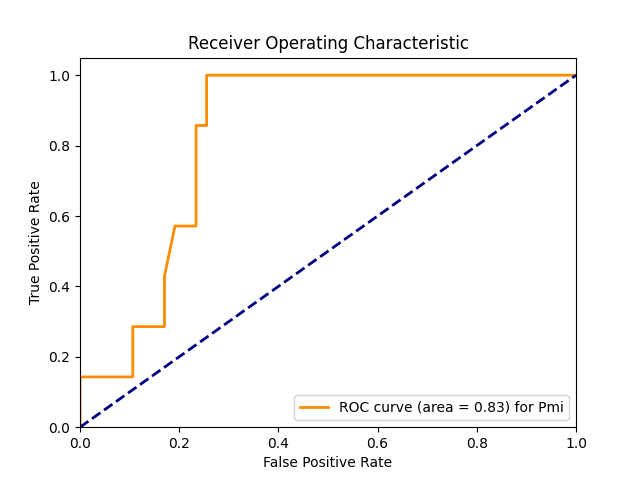 Receiver Operating Characteristic
True Positive Rate
1.0
0.8
0.6
0.4
0.2
0.0
ROC curve (area = 0.83) for Pmi
0.0 0.2 0.4 0.6 0.8 1.0
False Positive Rate